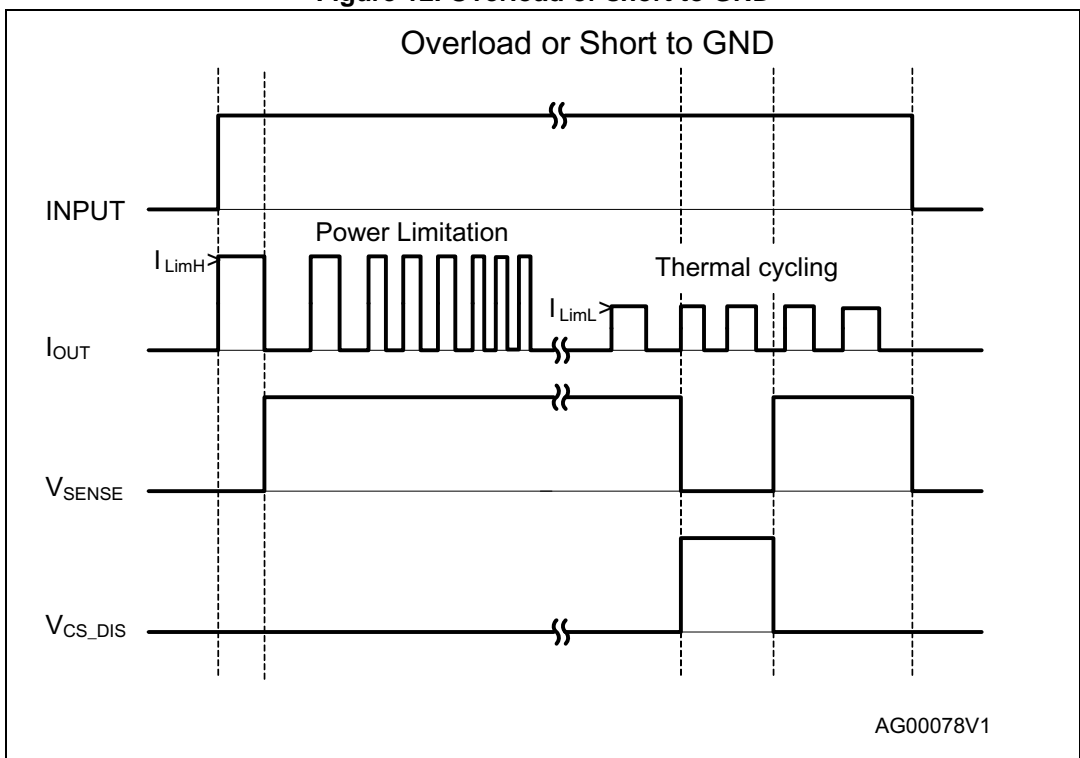 Overload or Short to GND
INPUT
Power Limitation
I LimH
Thermal cycling
I LimL
IOUT
VSENSE
VCS_DIS
AG00078V1